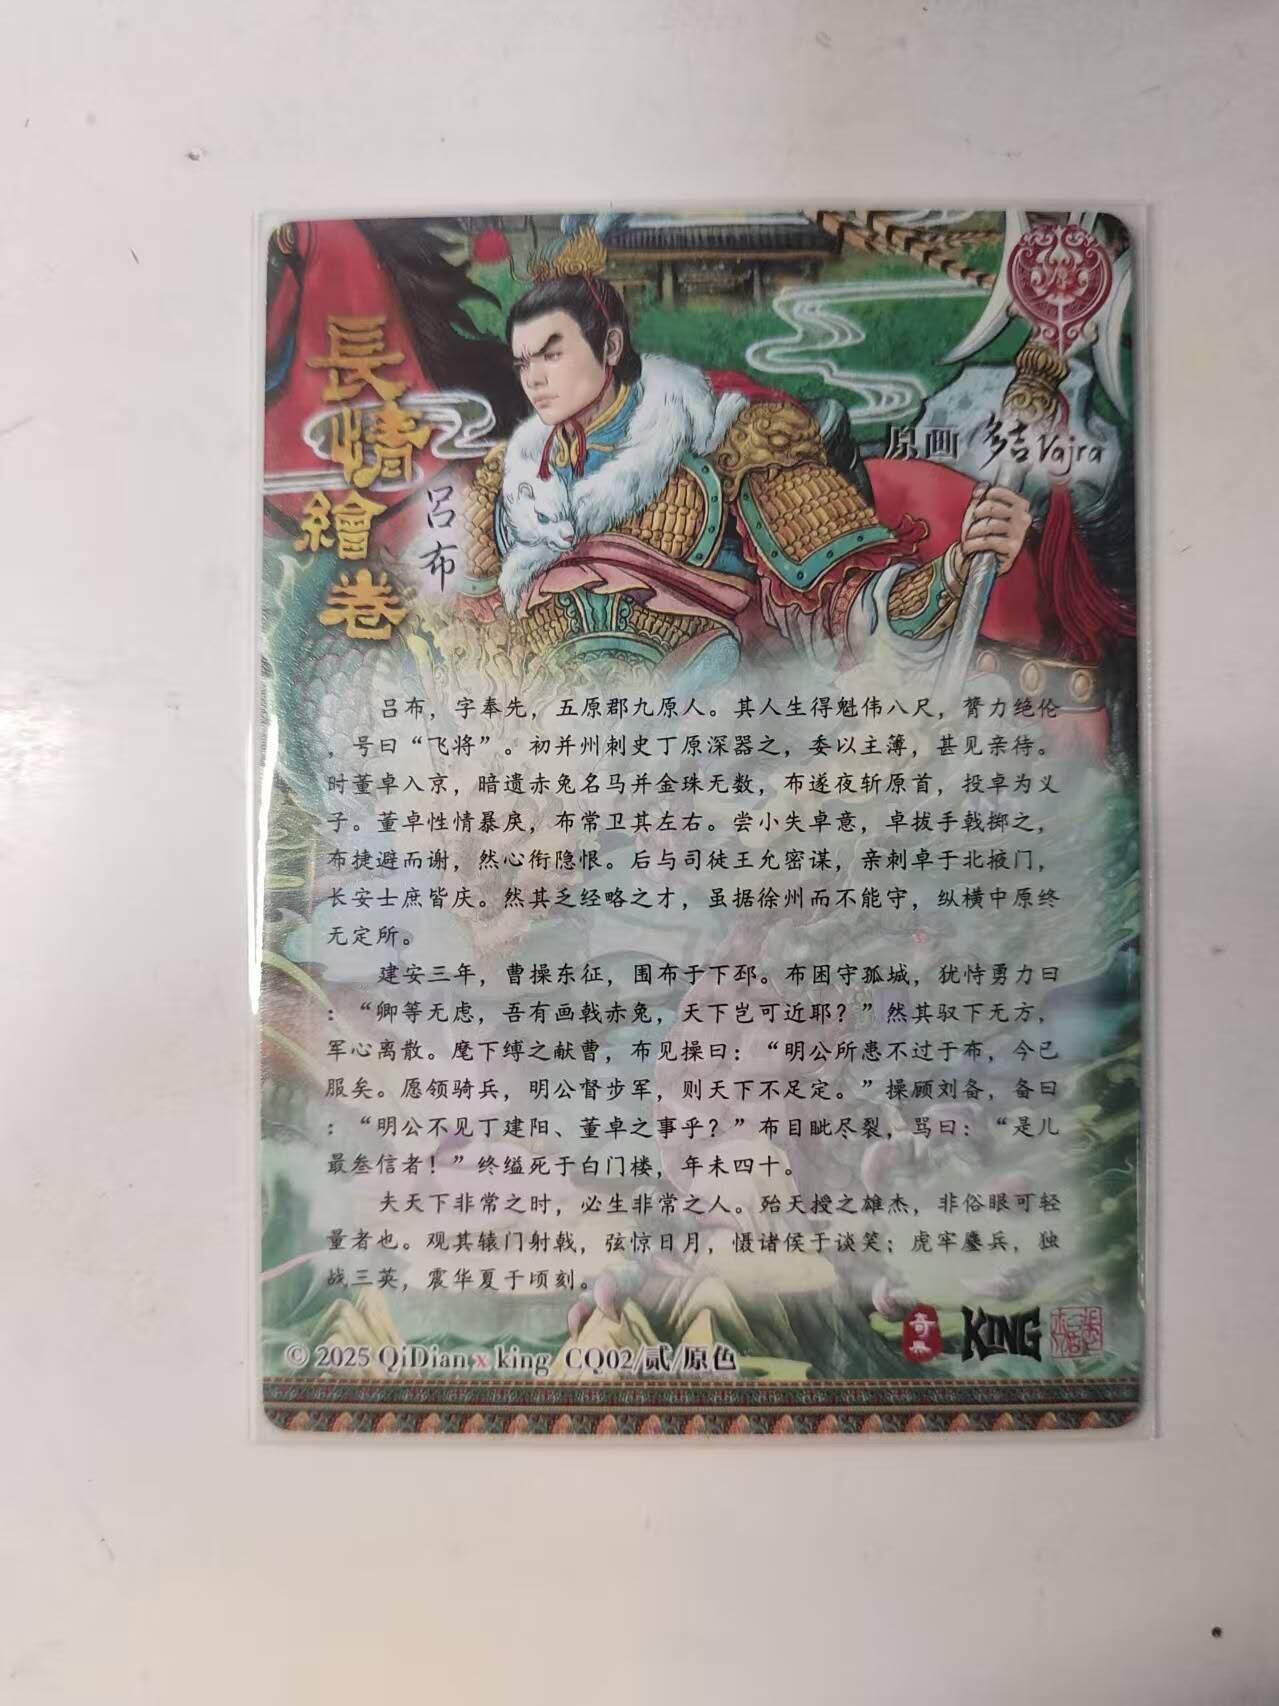 長情繪卷
呂布
原画 多吉Vajra
吕布，字奉先，五原郡九原人。其人生得魁伟八尺，膂力绝伦
，号曰“飞将”。初并州刺史丁原深器之，委以主簿，甚见亲待。
时董卓入京，暗遗赤兔名马并金珠无数，布遂夜斩原首，投卓为义
子。董卓性情暴戾，布常卫其左右。尝小失卓意，卓拔手戟掷之，
布捷避而谢，然心衔隐恨。后与司徒王允密谋，亲刺卓于北掖门，
长安士庶皆庆。然其乏经略之才，虽据徐州而不能守，纵横中原终
无定所。
建安三年，曹操东征，围布于下邳。布困守孤城，犹恃勇力曰
：“卿等无虑，吾有画戟赤兔，天下岂可近耶？”然其驭下无方，
军心离散。麾下缚之献曹，布见操曰：“明公所患不过于布，今已
服矣。愿领骑兵，明公督步军，则天下不足定。”操顾刘备，备曰
：“明公不见丁建阳、董卓之事乎？”布目眦尽裂，骂曰：“是儿
最叁信者！”终缢死于白门楼，年未四十。
夫天下非常之时，必生非常之人。殆天授之雄杰，非俗眼可轻
量者也。观其辕门射戟，弦惊日月，慑诸侯于谈笑；虎牢鏖兵，独
战三英，震华夏于顷刻。
KING
© 2025 QiDian x king CQ02/贰/原色